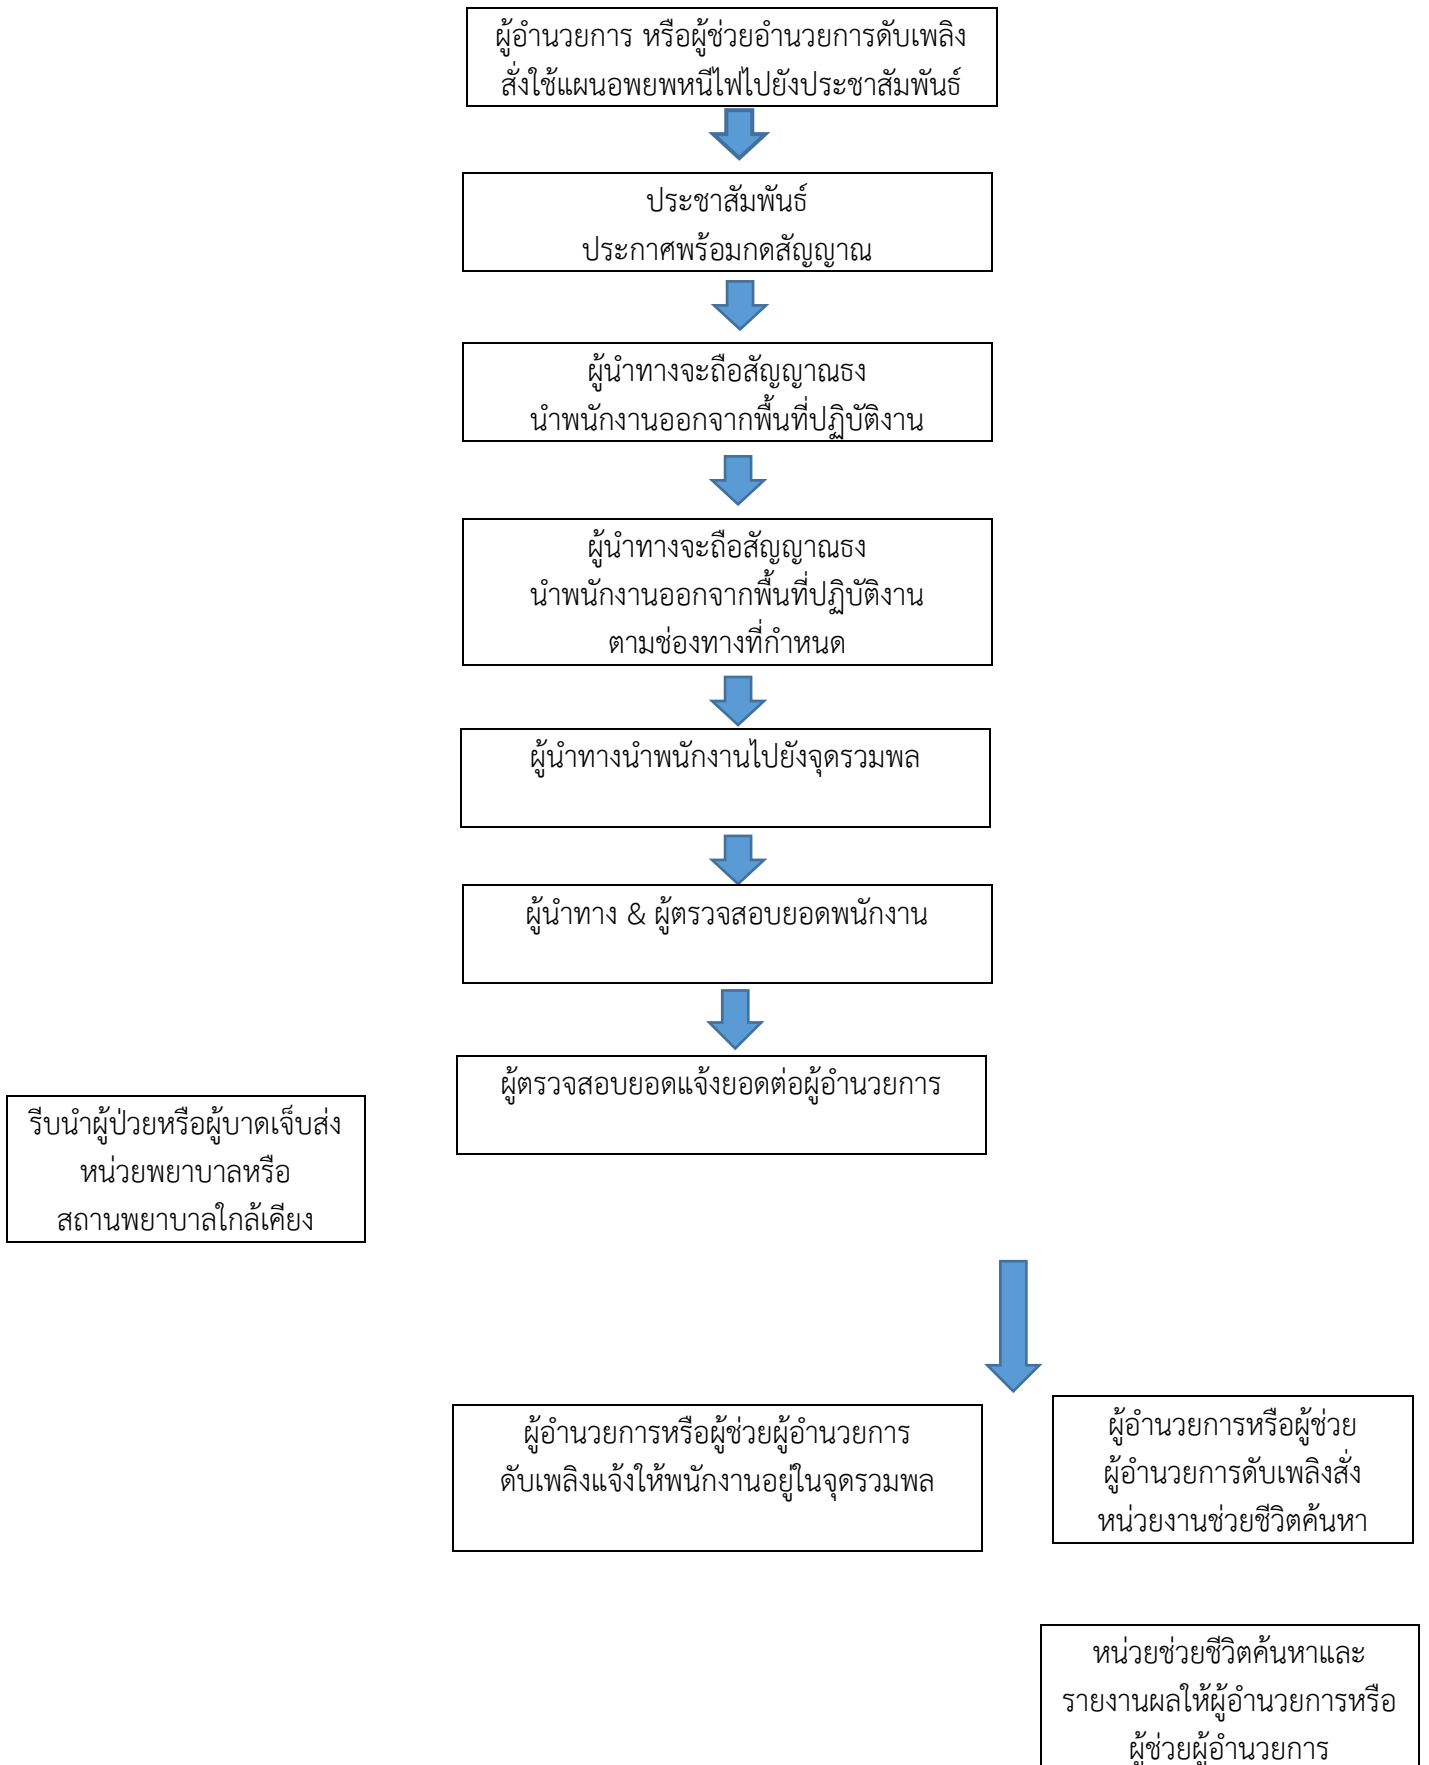 ผู้อำนวยการ หรือผู้ช่วยอำนวยการดับเพลิง
สั่งใช้แผนอพยพหนีไฟไปยังประชาสัมพันธ์
ประชาสัมพันธ์
ประกาศพร้อมกดสัญญาณ
ผู้นำทางจะถือสัญญาณธง
นำพนักงานออกจากพื้นที่ปฏิบัติงาน
ผู้นำทางจะถือสัญญาณธง
นำพนักงานออกจากพื้นที่ปฏิบัติงาน
ตามช่องทางที่กำหนด
ผู้นำทางนำพนักงานไปยังจุดรวมพล
ผู้นำทาง & ผู้ตรวจสอบยอดพนักงาน
ผู้ตรวจสอบยอดแจ้งยอดต่อผู้อำนวยการ
รีบนำผู้ป่วยหรือผู้บาดเจ็บส่ง
หน่วยพยาบาลหรือ
สถานพยาบาลใกล้เคียง
ผู้อำนวยการหรือผู้ช่วยผู้อำนวยการ
ดับเพลิงแจ้งให้พนักงานอยู่ในจุดรวมพล
ผู้อำนวยการหรือผู้ช่วย
ผู้อำนวยการดับเพลิงสั่ง
หน่วยงานช่วยชีวิตค้นหา
หน่วยช่วยชีวิตค้นหาและ
รายงานผลให้ผู้อำนวยการหรือ
ผู้ช่วยผู้อำนวยการ